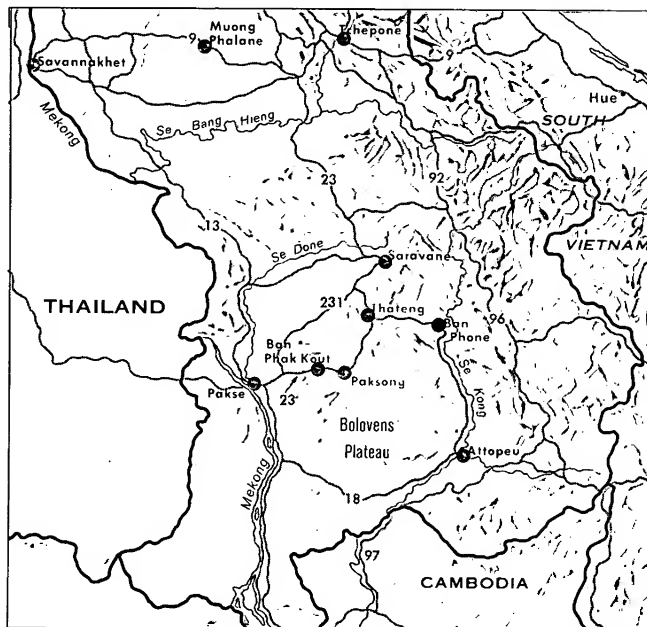 Tchepone
9
Muong
Phalane
9
Savannakhet
Hue
Mekong
SOUTH
Se Bang Hieng
23
92
13
VIETNAM
Se Done
Saravane
THAILAND
231
Thateng
Ban
Phone
96
Ban
Phak Kout
Paksong
Se Kong
Pakse
23
Bolovens
Plateau
Attopeu
Mekong
18
97
CAMBODIA